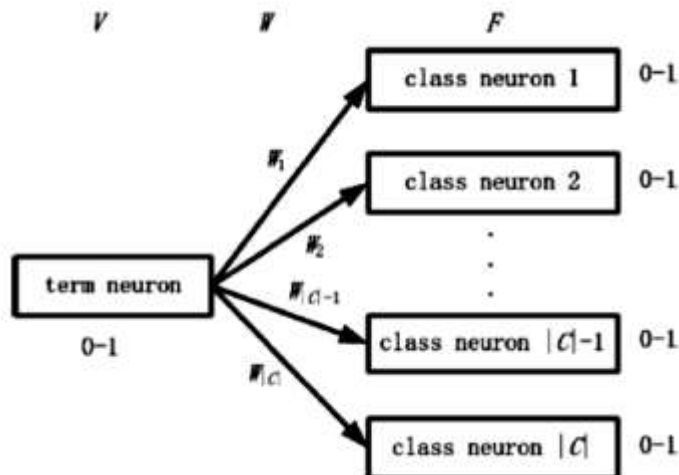 V W F
class neuron 1 0-1
W₁
class neuron 2 0-1
W₂
term neuron
W|C|-1
0-1
class neuron |C|-1 0-1
W|C|
class neuron |C| 0-1